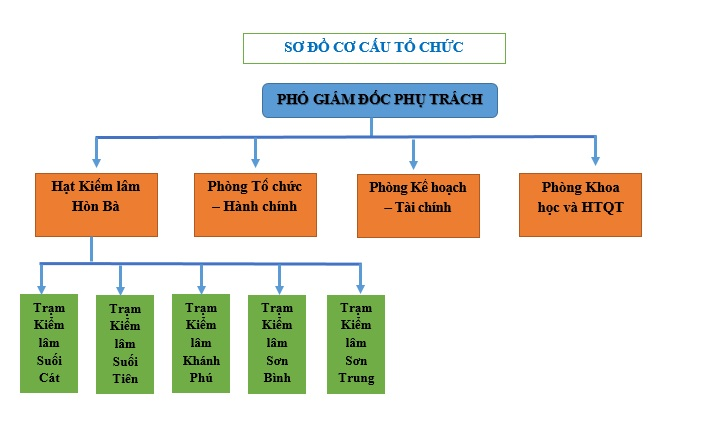 SƠ ĐỒ CƠ CẤU TỔ CHỨC
PHÓ GIÁM ĐỐC PHỤ TRÁCH
Hạt Kiểm lâm
Hòn Bà
Phòng Tổ chức
– Hành chính
Phòng Kế hoạch
– Tài chính
Phòng Khoa
học và HTQT
Trạm
Kiểm
lâm
Suối
Cát
Trạm
Kiểm
lâm
Suối
Tiên
Trạm
Kiểm
lâm
Khánh
Phú
Trạm
Kiểm
lâm
Sơn
Bình
Trạm
Kiểm
lâm
Sơn
Trung